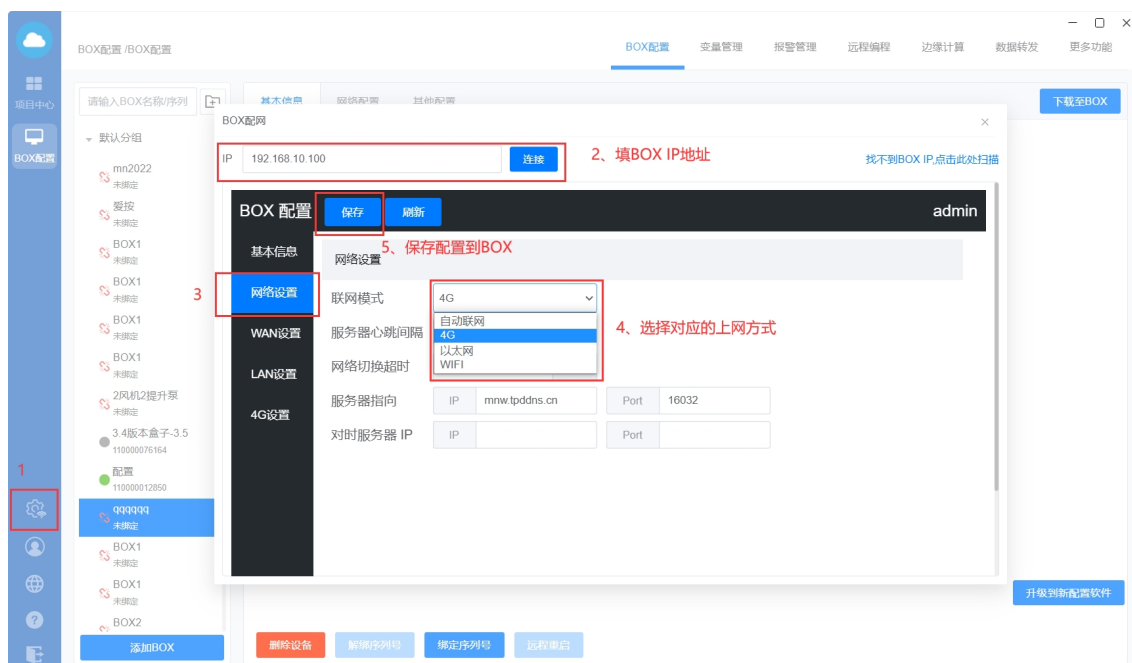 BOX配置 /BOX配置
BOX配置 变量管理 报警管理 远程编程 边缘计算 数据转发 更多功能
项目中心
BOX配置
请输入BOX名称/序列
基本信息 网络配置 其他配置
下载至BOX
默认分组
mn2022
未绑定
爱按
未绑定
BOX1
未绑定
BOX1
未绑定
BOX1
未绑定
BOX1
未绑定
2风机2提升泵
未绑定
3.4版本盒子-3.5
110000076164
配置
110000012850
qqqqqq
未绑定
BOX1
未绑定
BOX1
未绑定
BOX2
添加BOX
1
BOX配网
IP 192.168.10.100 连接
2、填BOX IP地址
找不到BOX IP,点击此处扫描
BOX 配置 保存 刷新 admin
5、保存配置到BOX
基本信息
网络设置
WAN设置
LAN设置
4G设置
3
网络设置
联网模式 4G
自动联网
4G
以太网
WIFI
4、选择对应的上网方式
服务器心跳间隔
网络切换超时
服务器指向 IP mnw.tpddns.cn Port 16032
对时服务器 IP IP Port
升级到新配置软件
删除设备 解绑序列号 绑定序列号 远程重启